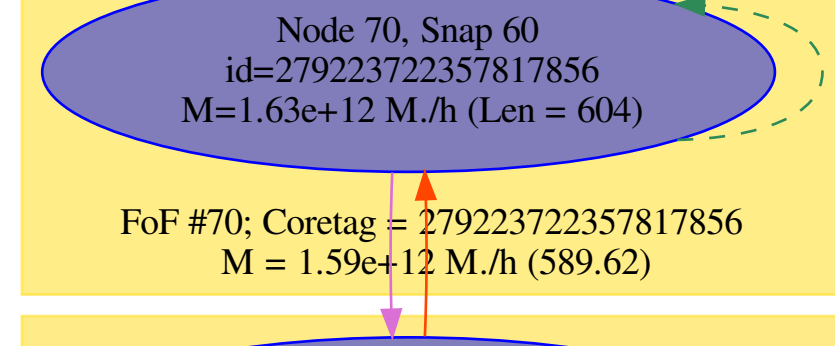 Node 70, Snap 60
id=279223722357817856
M=1.63e+12 M./h (Len = 604)
FoF #70; Coretag = 279223722357817856
M = 1.59e+12 M./h (589.62)